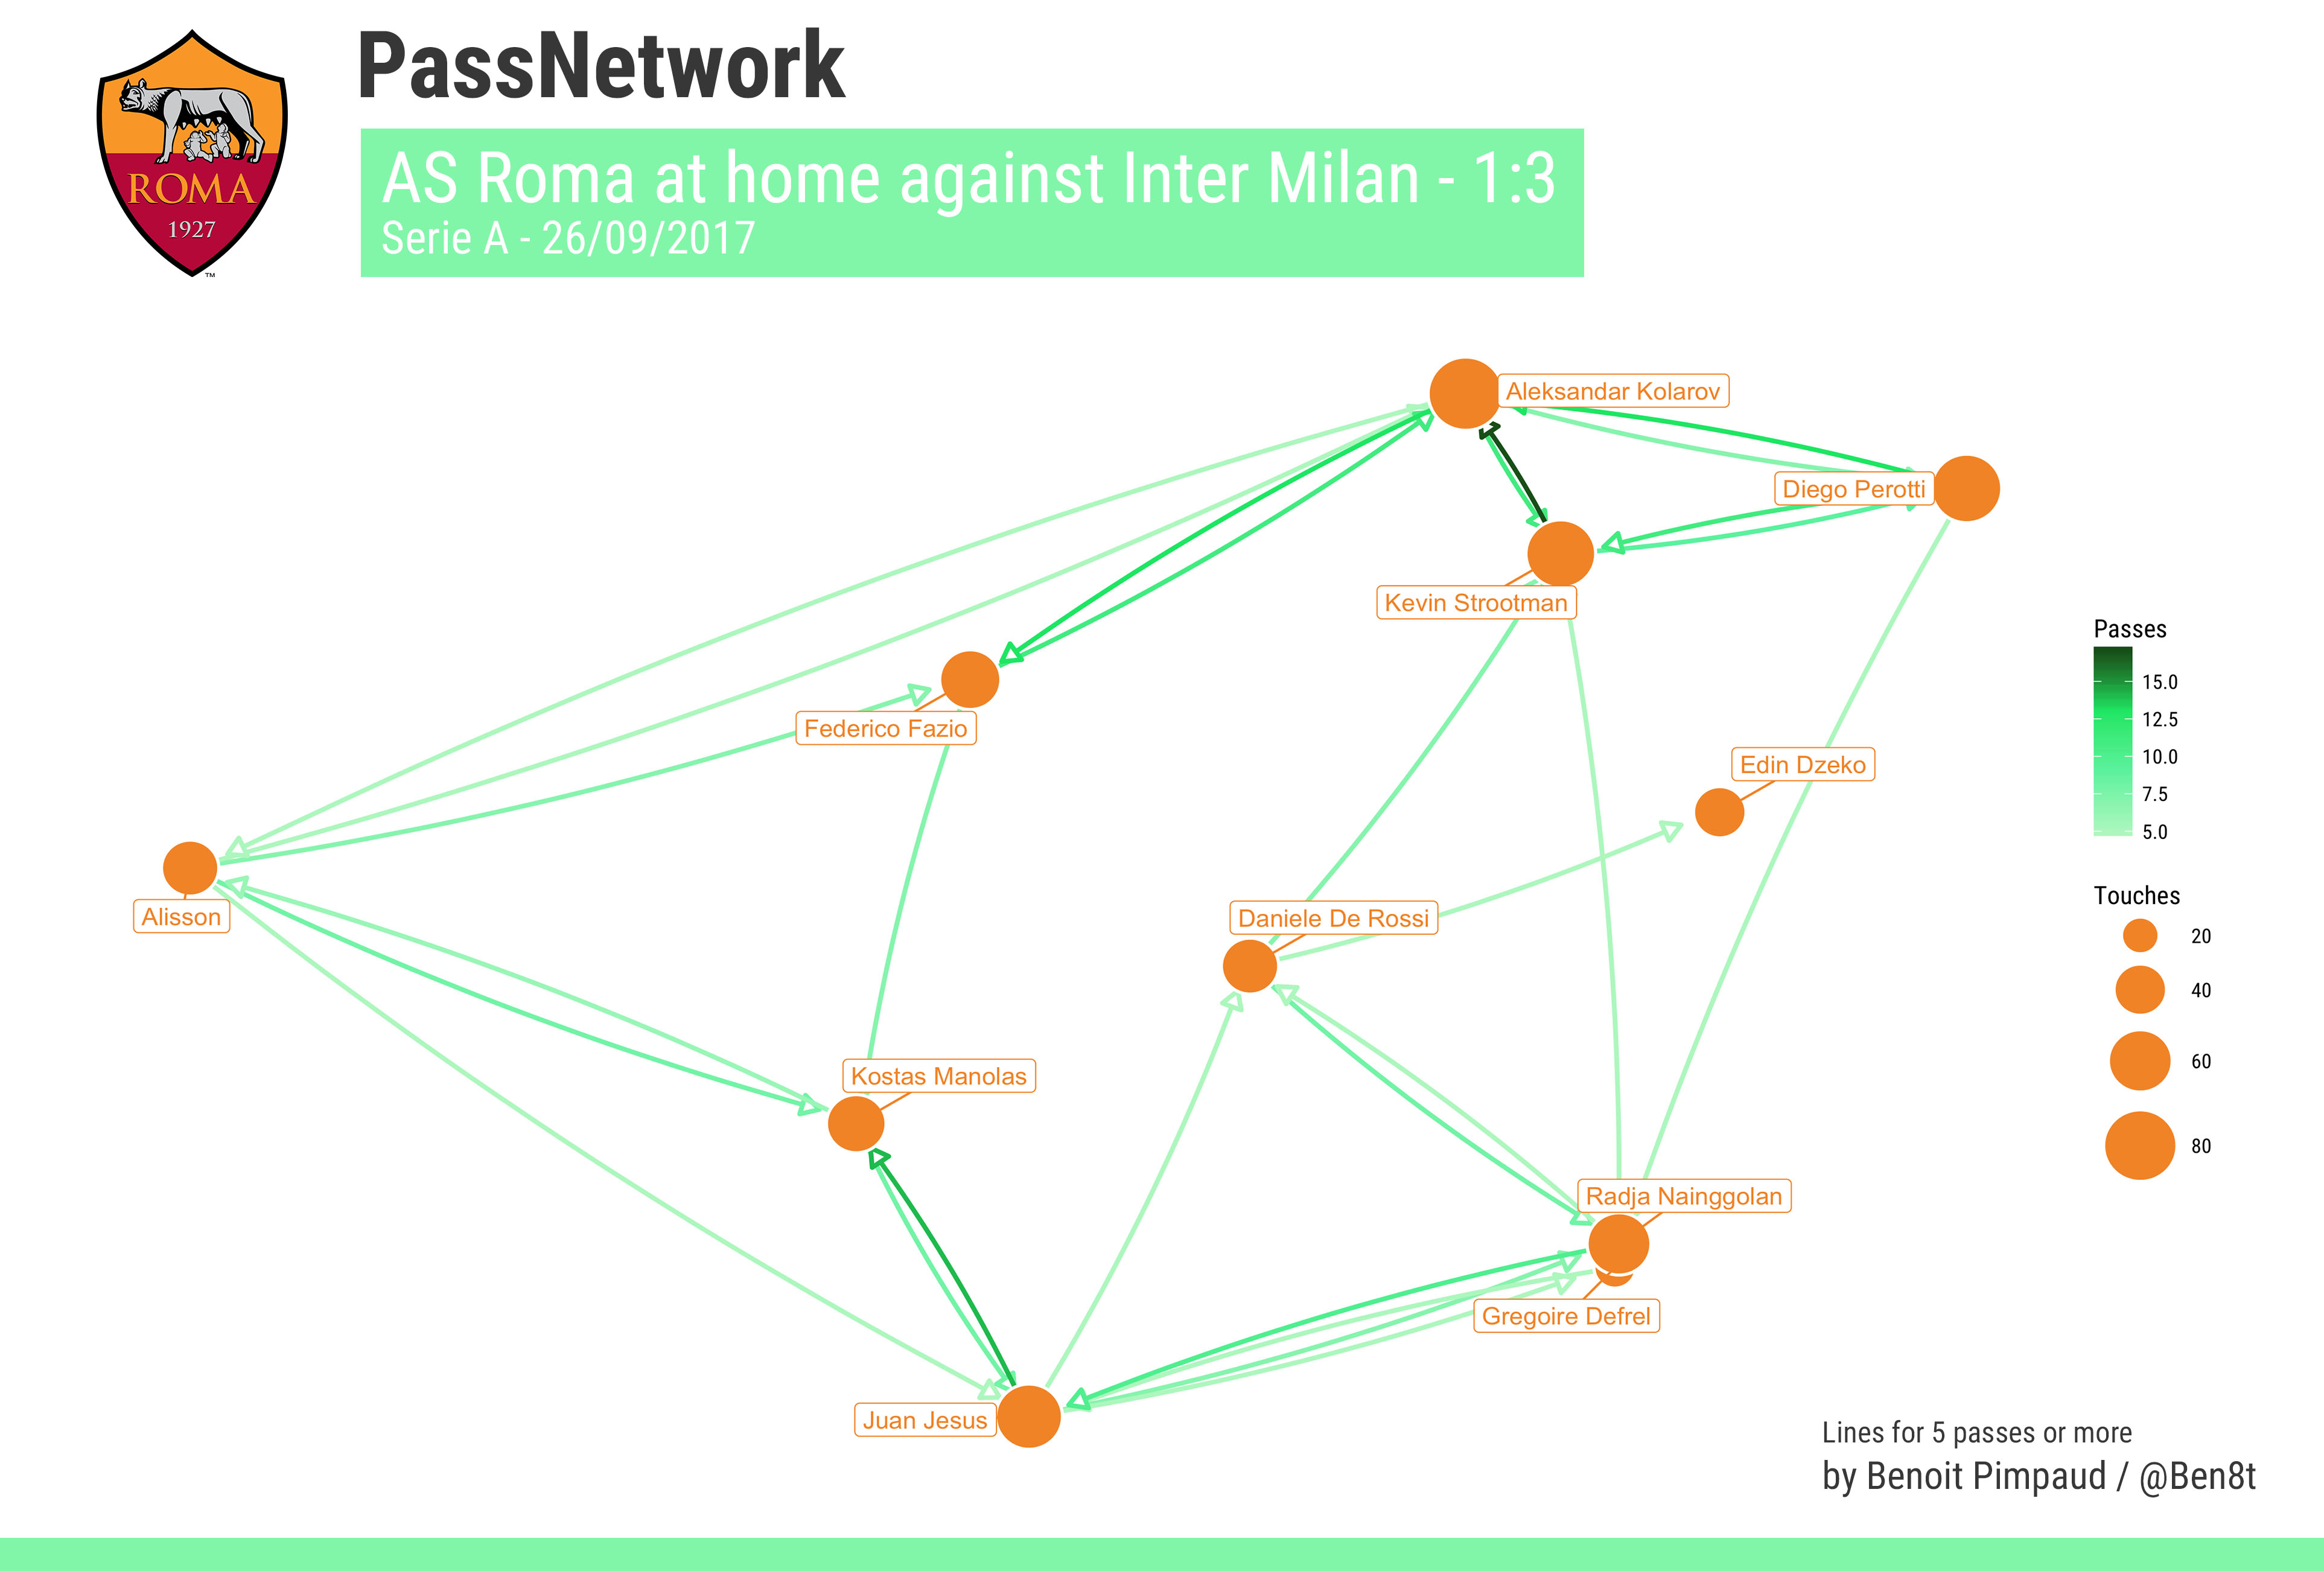 PassNetwork
ROMA
1927
TM
AS Roma at home against Inter Milan - 1:3
Serie A - 26/09/2017
Aleksandar Kolarov
Diego Perotti
Kevin Strootman
Federico Fazio
Edin Dzeko
Alisson
Daniele De Rossi
Kostas Manolas
Radja Nainggolan
Gregoire Defrel
Juan Jesus
Passes
15.0
12.5
10.0
7.5
5.0
Touches
20
40
60
80
Lines for 5 passes or more
by Benoit Pimpaud / @Ben8t